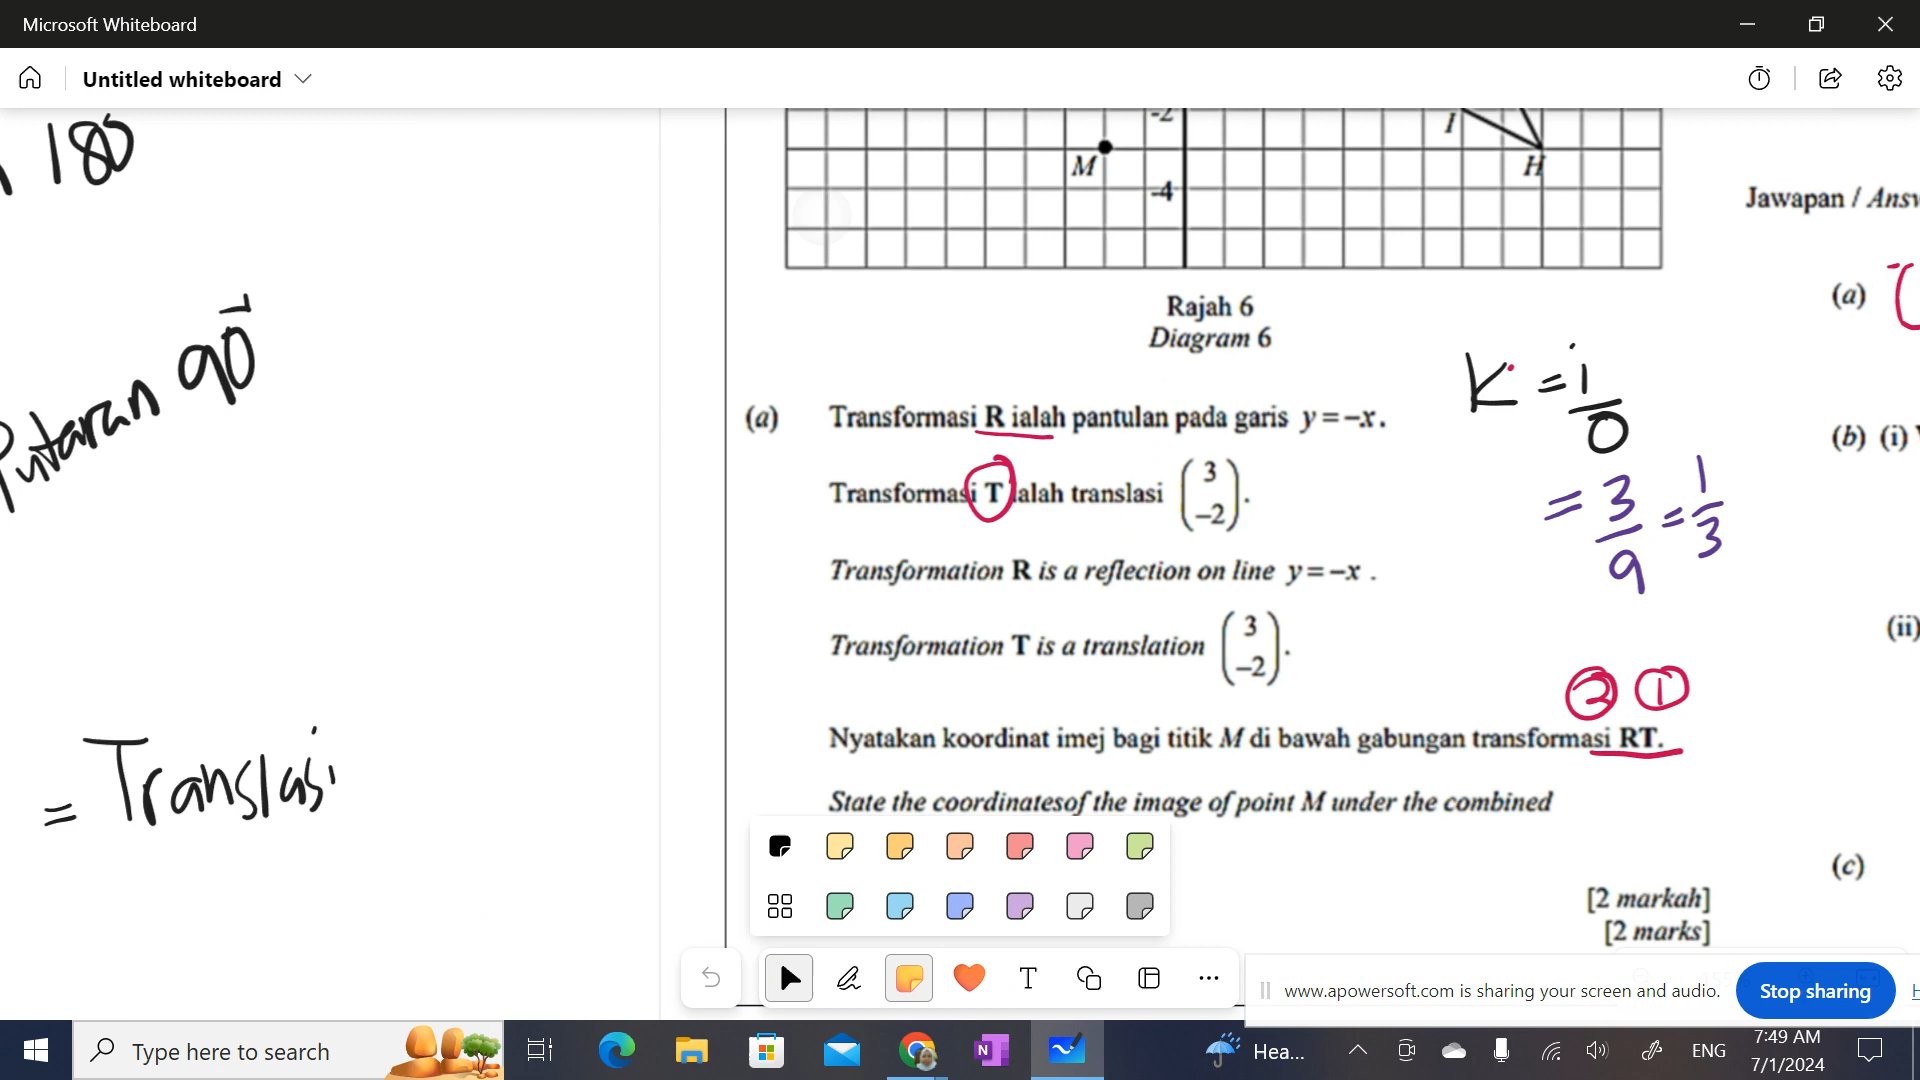 Microsoft Whiteboard
Untitled whiteboard
180
Putaran 90
= Translasi
-2
I
M
H
-4
Rajah 6
Diagram 6
Jawapan / Answ
(a)
K = i/0
= 3/9 = 1/3
(b) (i)
(ii)
(c)
(a) Transformasi R ialah pantulan pada garis y = −x .
Transformasi T ialah translasi (3 −2).
Transformation R is a reflection on line y = −x .
Transformation T is a translation (3 −2).
② ①
Nyatakan koordinat imej bagi titik M di bawah gabungan transformasi RT.
State the coordinatesof the image of point M under the combined
[2 markah]
[2 marks]
www.apowersoft.com is sharing your screen and audio.
Stop sharing
H
Type here to search
Hea...
ENG
7:49 AM
7/1/2024